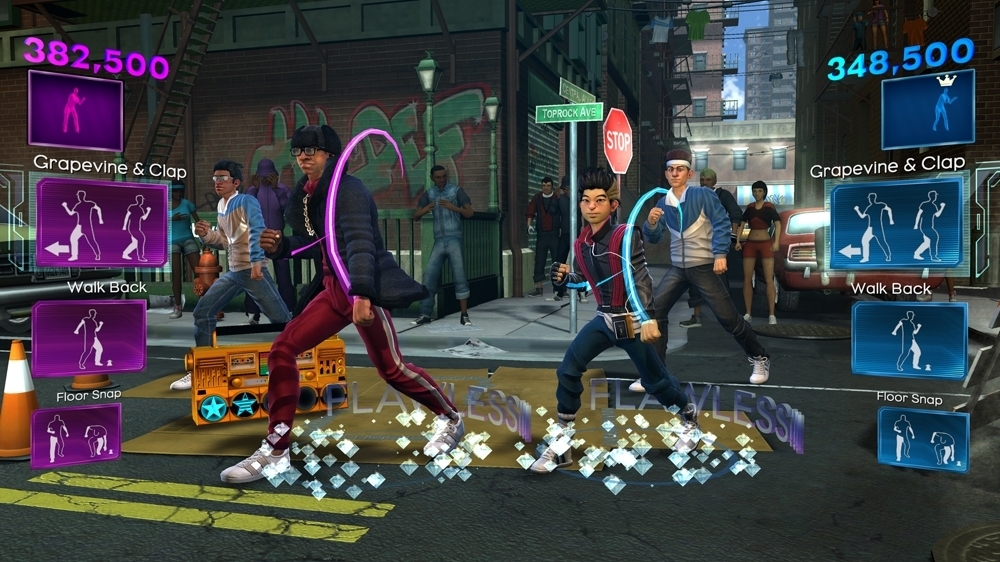 382,500
348,500
TOPROCK AVE
STOP
Grapevine & Clap
Grapevine & Clap
Walk Back
Walk Back
Floor Snap
Floor Snap
FLAWLESS!!!
FLAWLESS!!!